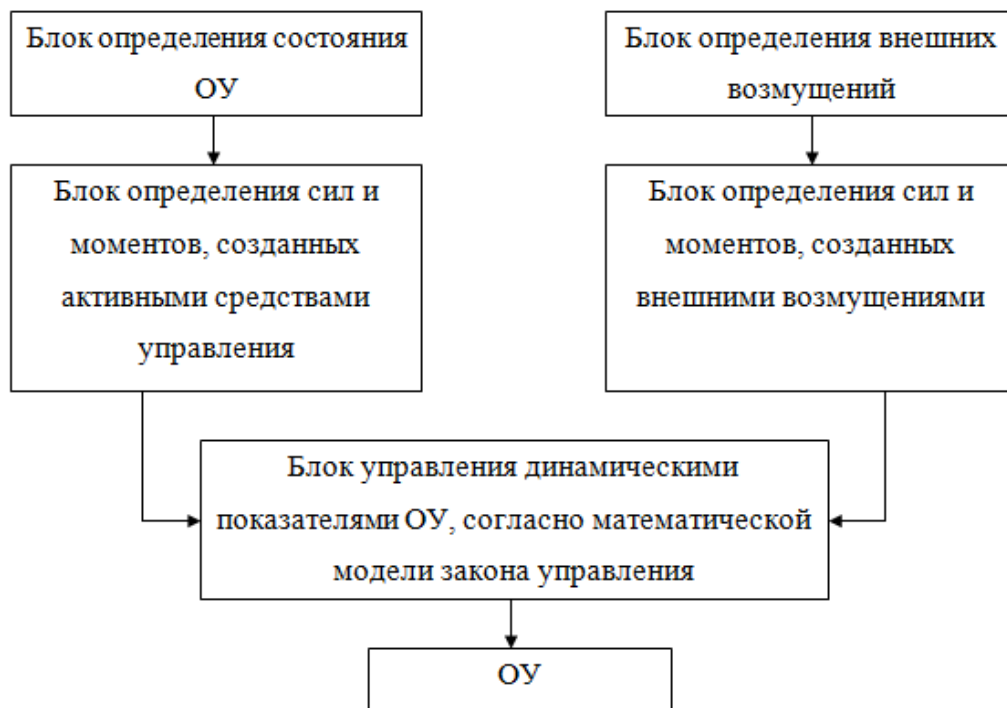 Блок определения состояния
ОУ
Блок определения внешних
возмущений
Блок определения сил и
моментов, созданных
активными средствами
управления
Блок определения сил и
моментов, созданных
внешними возмущениями
Блок управления динамическими
показателями ОУ, согласно математической
модели закона управления
ОУ